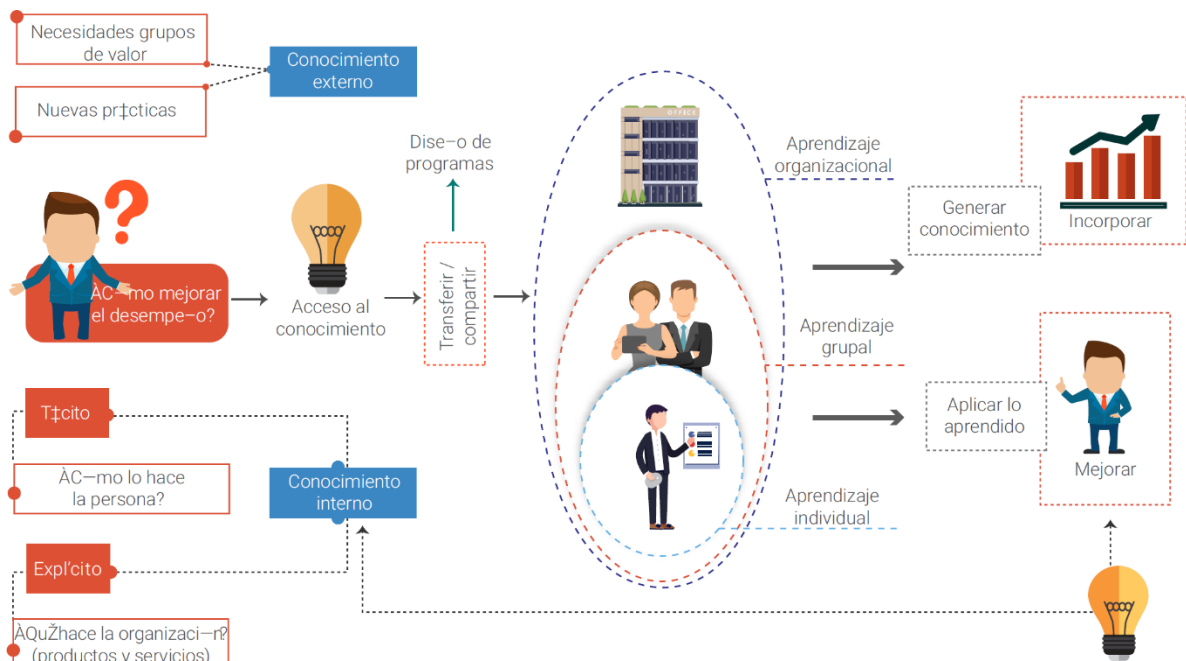 Necesidades grupos
de valor
Conocimiento
externo
Nuevas pr‡cticas
Dise–o de
programas
OFFICE
Aprendizaje
organizacional
Generar
conocimiento
Incorporar
ÀC—mo mejorar
el desempe–o?
Acceso al
conocimiento
Transferir /
compartir
Aprendizaje
grupal
T‡cito
Aplicar lo
aprendido
Mejorar
ÀC—mo lo hace
la persona?
Conocimiento
interno
Aprendizaje
individual
Expl’cito
ÀQuŽhace la organizaci—n?
(productos y servicios)